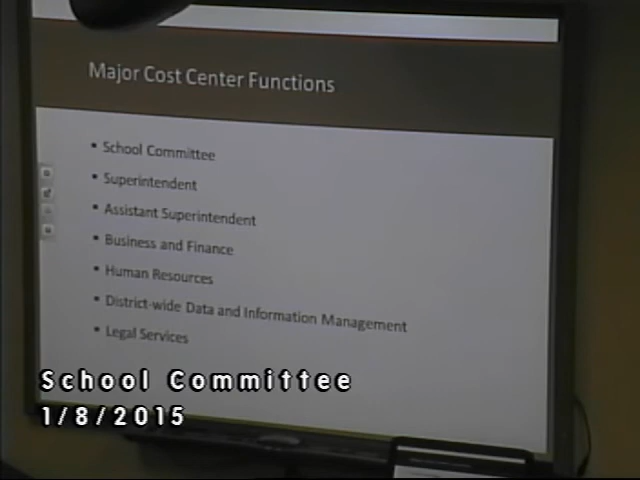 Major Cost Center Functions
• School Committee
• Superintendent
• Assistant Superintendent
• Business and Finance
• Human Resources
• District-wide Data and Information Management
• Legal Services
School Committee
1/8/2015